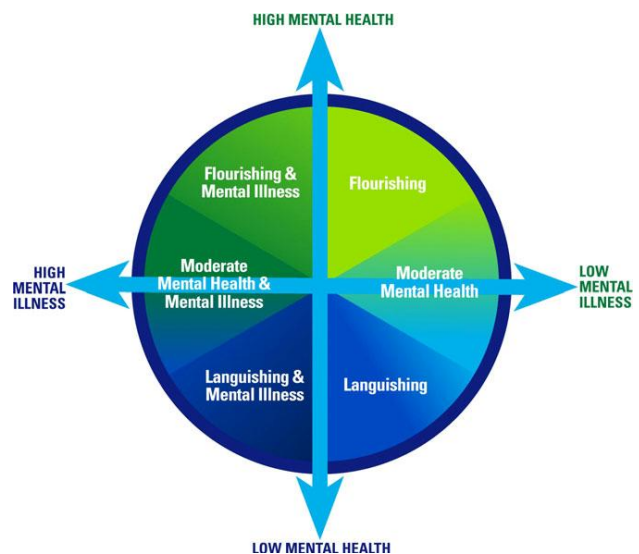 HIGH MENTAL HEALTH
Flourishing &
Mental Illness
Flourishing
HIGH
MENTAL
ILLNESS
Moderate
Mental Health &
Mental Illness
Moderate
Mental Health
LOW
MENTAL
ILLNESS
Languishing &
Mental Illness
Languishing
LOW MENTAL HEALTH